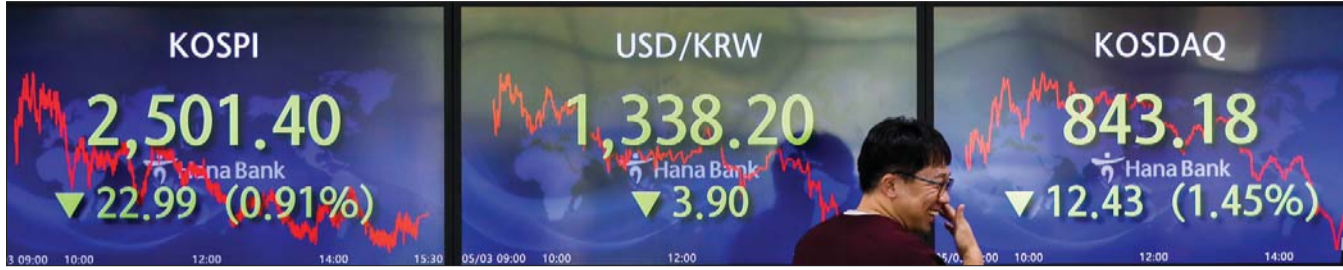 KOSPI
2,501.40
Hana Bank
▼ 22.99 (0.91%)
3 09:00 10:00 12:00 14:00 15:30
USD/KRW
1,338.20
Hana Bank
▼ 3.90
05/03 09:00 10:00 12:00
KOSDAQ
843.18
Hana Bank
▼ 12.43 (1.45%)
10:00 12:00 14:00